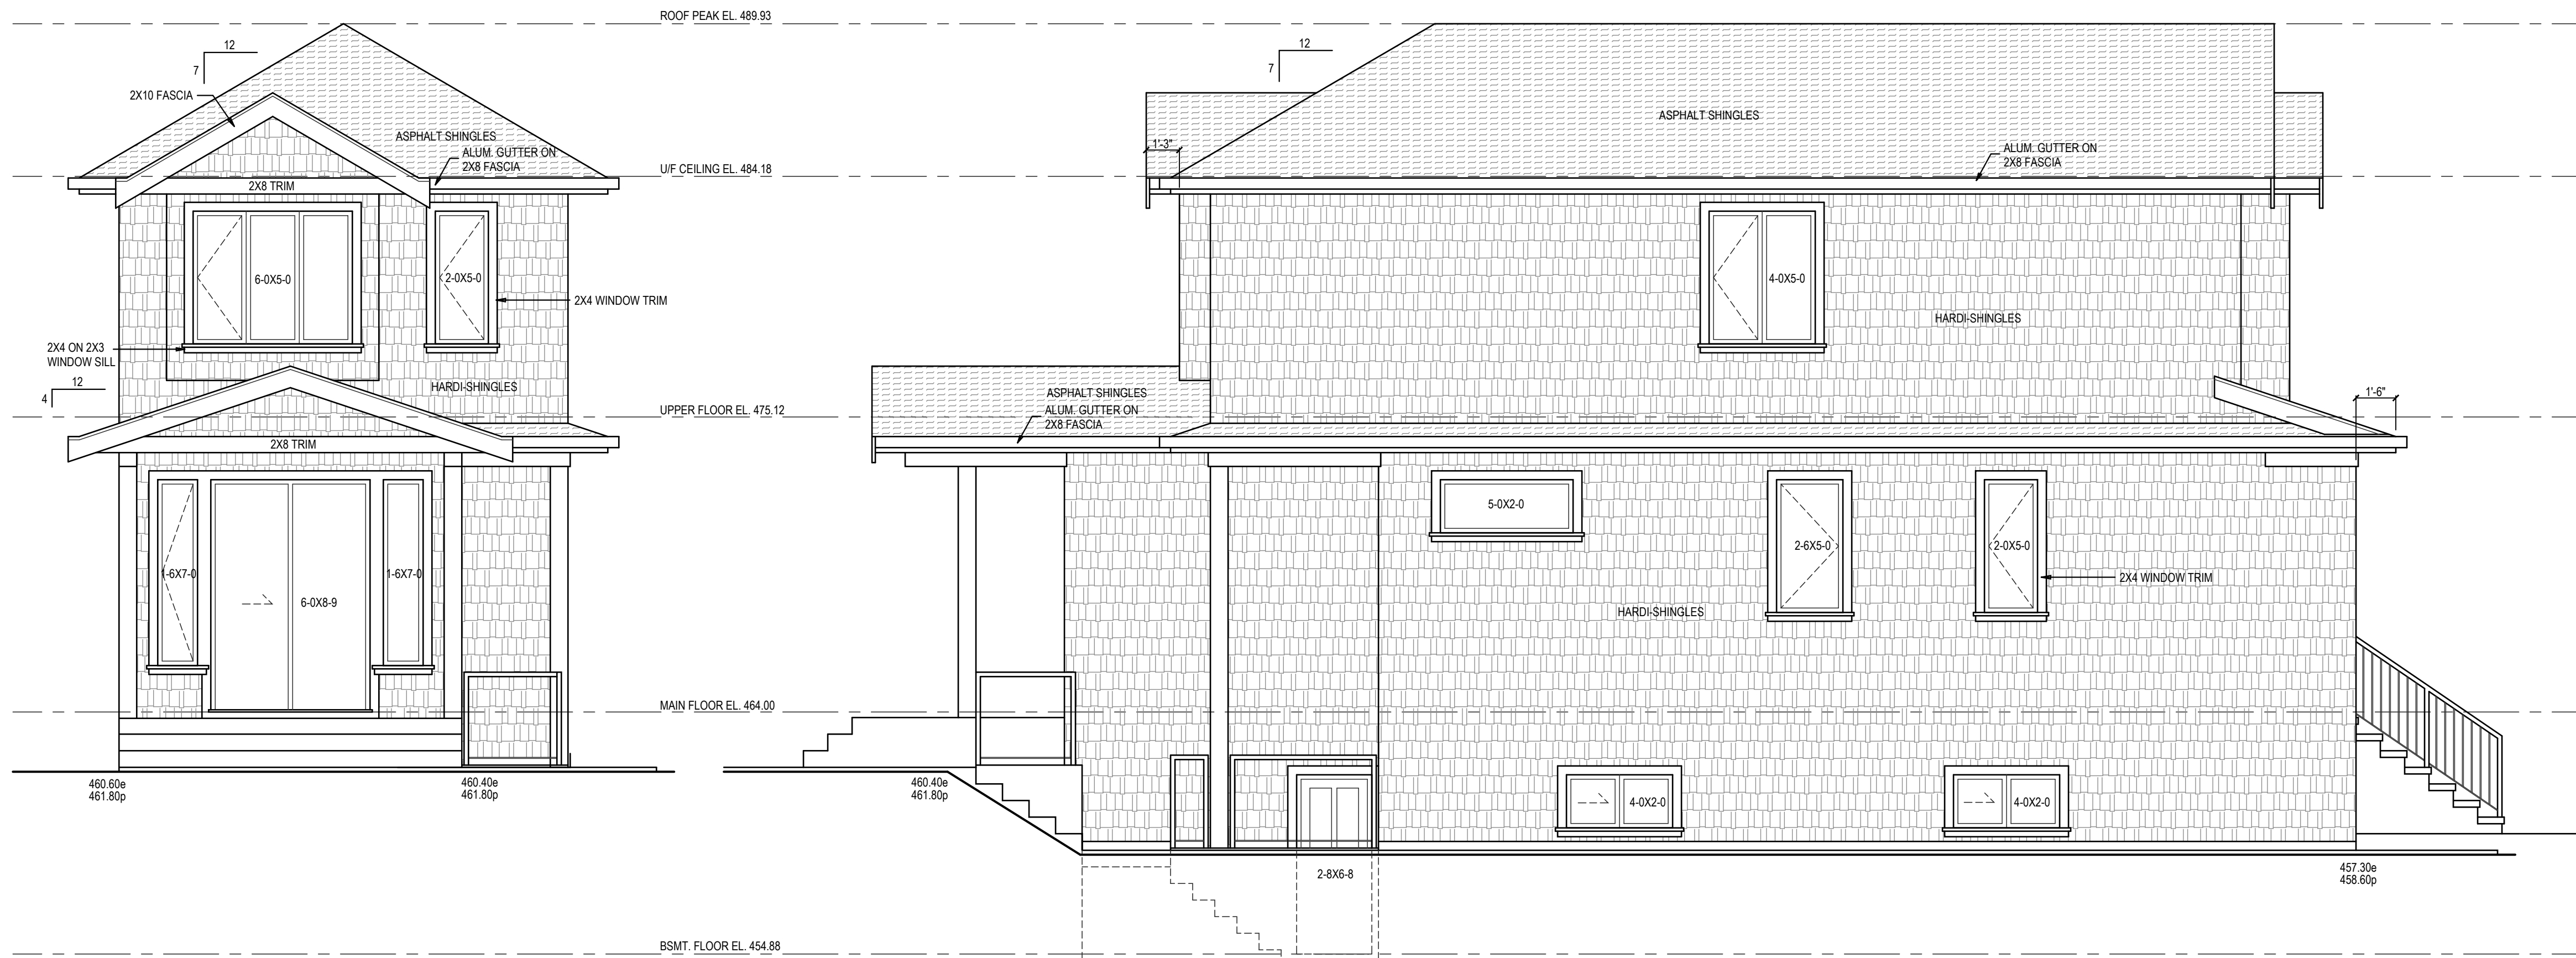 ROOF PEAK EL. 489.93
12
7
2X10 FASCIA
ASPHALT SHINGLES
ALUM. GUTTER ON
2X8 FASCIA
2X8 TRIM
U/F CEILING EL. 484.18
6-0X5-0
2-0X5-0
2X4 WINDOW TRIM
2X4 ON 2X3
WINDOW SILL
12
4
HARDI-SHINGLES
UPPER FLOOR EL. 475.12
2X8 TRIM
1-6X7-0
6-0X8-9
1-6X7-0
MAIN FLOOR EL. 464.00
460.60e
461.80p
460.40e
461.80p
BSMT. FLOOR EL. 454.88
12
7
ASPHALT SHINGLES
1'-3"
ALUM. GUTTER ON
2X8 FASCIA
4-0X5-0
HARDI-SHINGLES
ASPHALT SHINGLES
ALUM. GUTTER ON
2X8 FASCIA
1'-6"
5-0X2-0
2-6X5-0
2-0X5-0
2X4 WINDOW TRIM
HARDI-SHINGLES
460.40e
461.80p
4-0X2-0
4-0X2-0
2-8X6-8
457.30e
458.60p